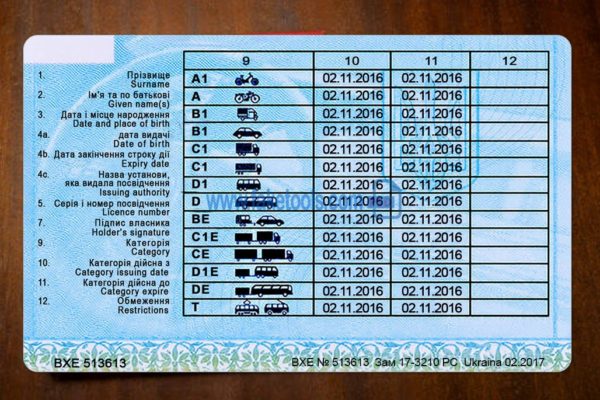 1. Прізвище
Surname
2. Ім'я та по батькові
Given name(s)
3. Дата і місце народження
Date and place of birth
4a. дата видачі
Date of birth
4b. Дата закінчення строку дії
Expiry date
4c. Назва установи,
яка видала посвідчення
Issuing authority
5. Серія і номер посвідчення
Licence number
7. Підпис власника
Holder's signature
9. Категорія
Category
10. Категорія дійсна з
Category issuing date
11. Категорія дійсна до
Category expire
12. Обмеження
Restrictions
9 10 11 12
A1 02.11.2016 02.11.2016
A 02.11.2016 02.11.2016
B1 02.11.2016 02.11.2016
B1 02.11.2016 02.11.2016
C1 02.11.2016 02.11.2016
C1 02.11.2016 02.11.2016
D1 02.11.2016 02.11.2016
D 02.11.2016 02.11.2016
BE 02.11.2016 02.11.2016
C1E 02.11.2016 02.11.2016
CE 02.11.2016 02.11.2016
D1E 02.11.2016 02.11.2016
DE 02.11.2016 02.11.2016
T 02.11.2016 02.11.2016
BXE 513613
BXE № 513613 Зам 17-3210 PC Ukraina 02.2017